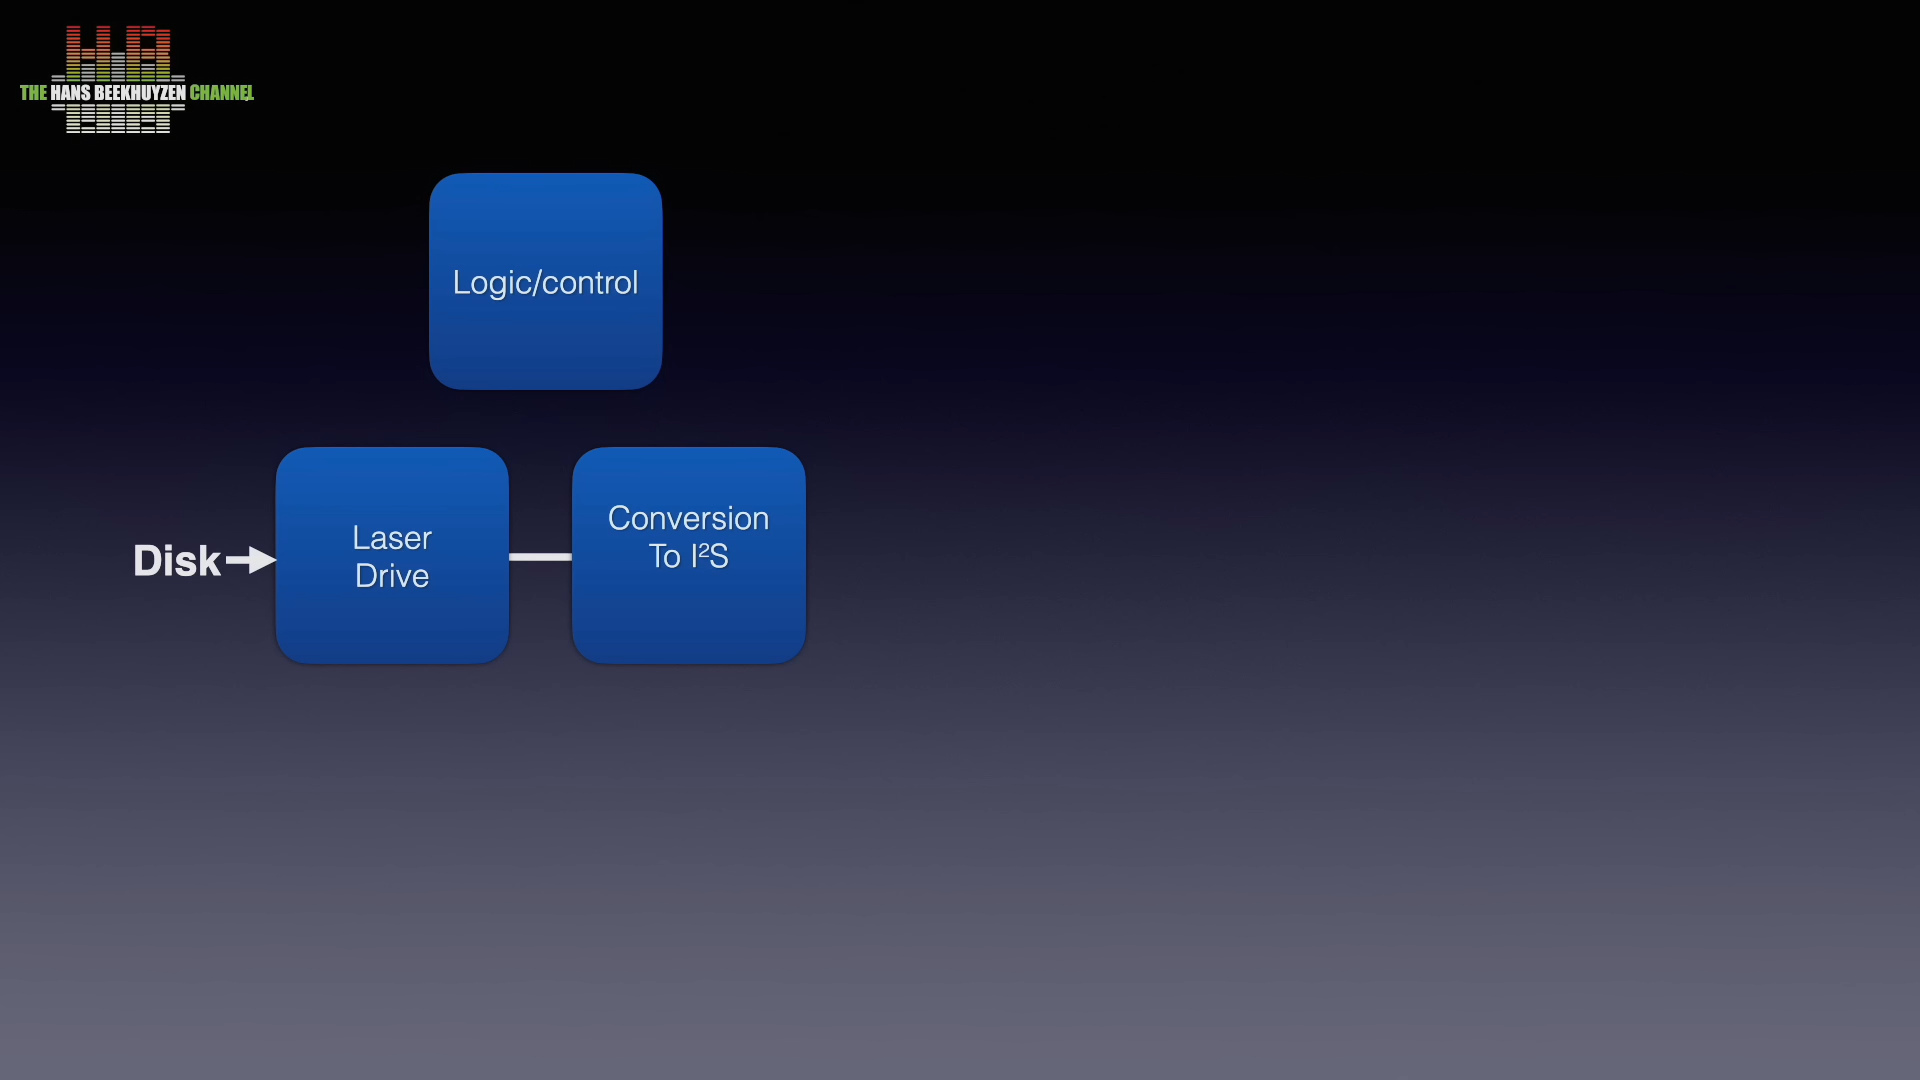 THE HANS BEEKHUYZEN CHANNEL
Logic/control
Disk
Laser
Drive
Conversion
To I²S